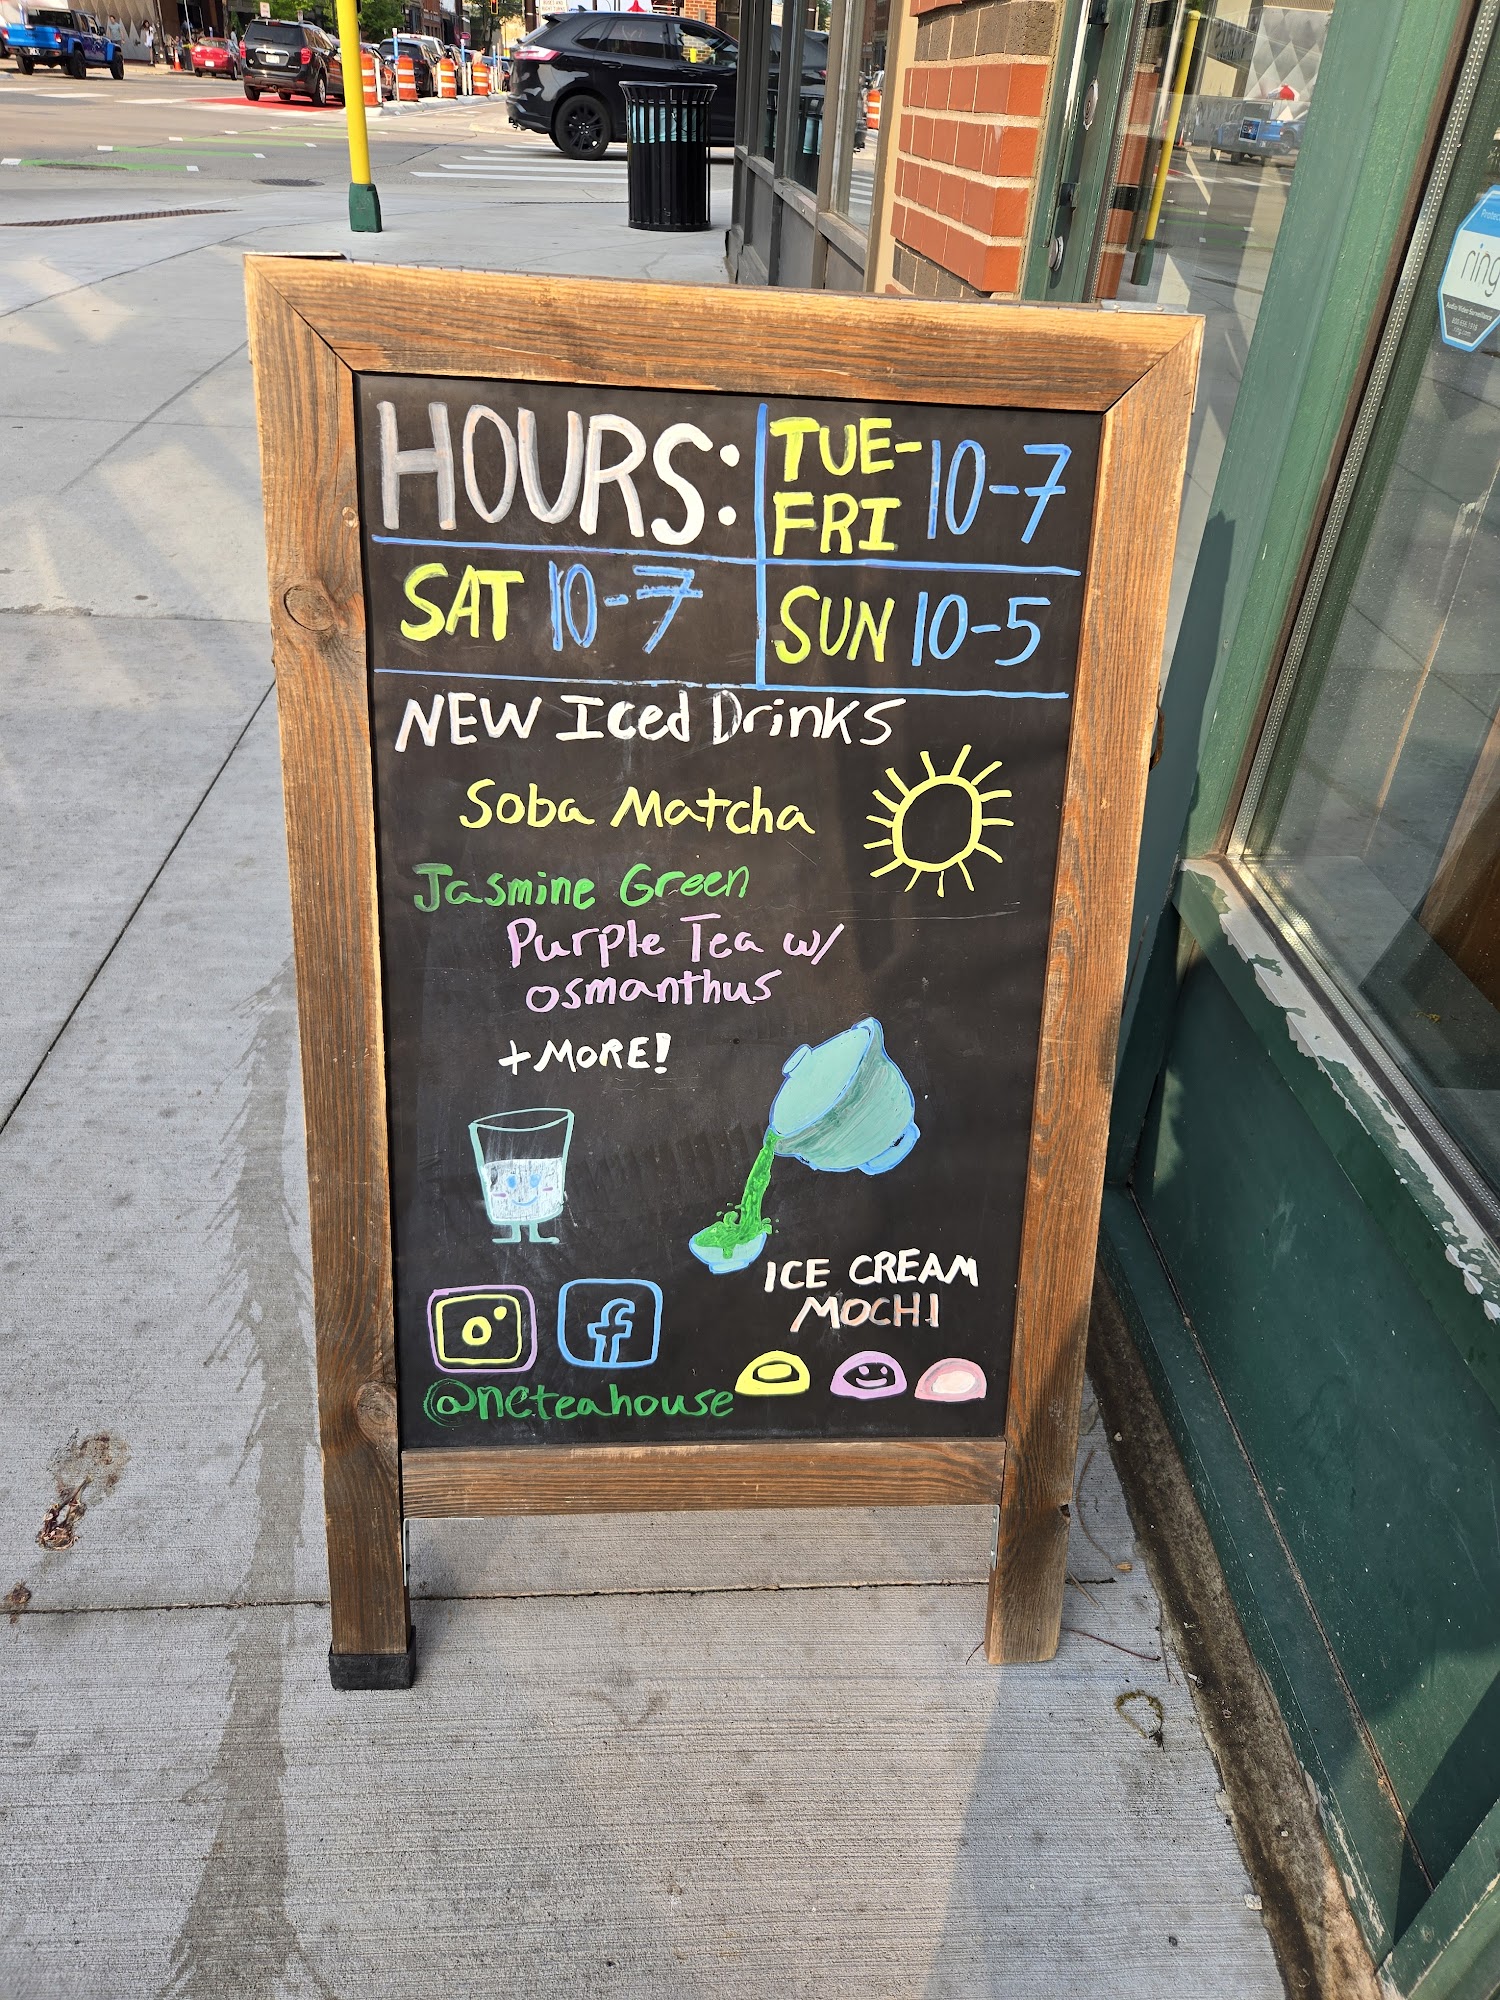 HOURS:
TUE-
FRI 10-7
SAT 10-7
SUN 10-5
NEW Iced Drinks
Soba Matcha
Jasmine Green
Purple Tea w/
osmanthus
+MORE!
ICE CREAM
MOCHI
@ncteahouse
ring